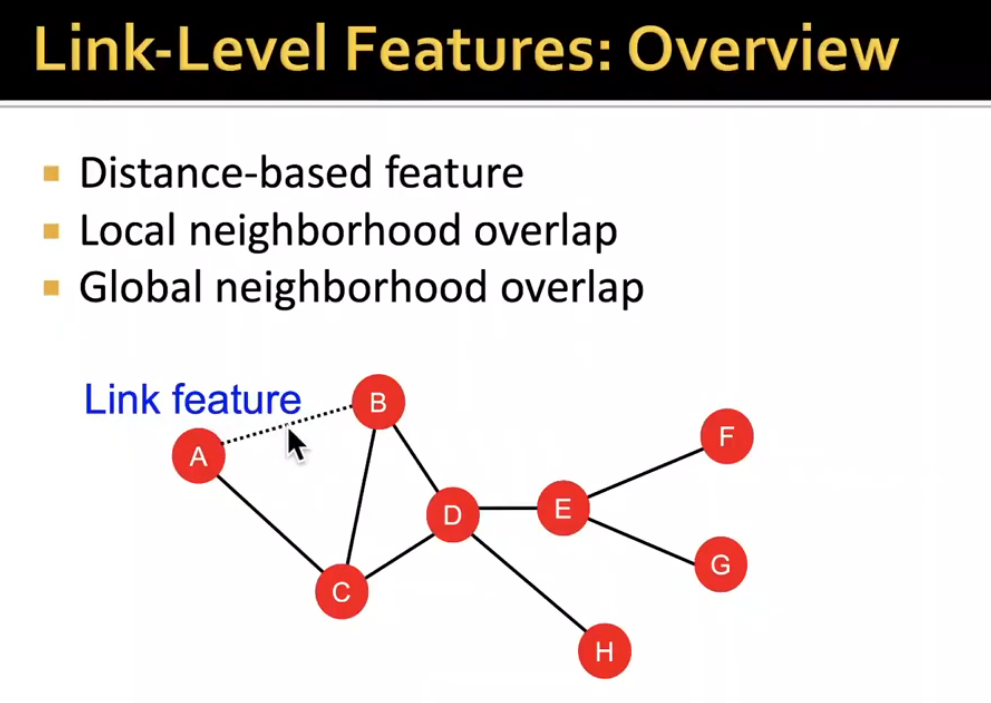 Link-Level Features: Overview
Distance-based feature
Local neighborhood overlap
Global neighborhood overlap
Link feature
B
A
F
D
E
G
C
H